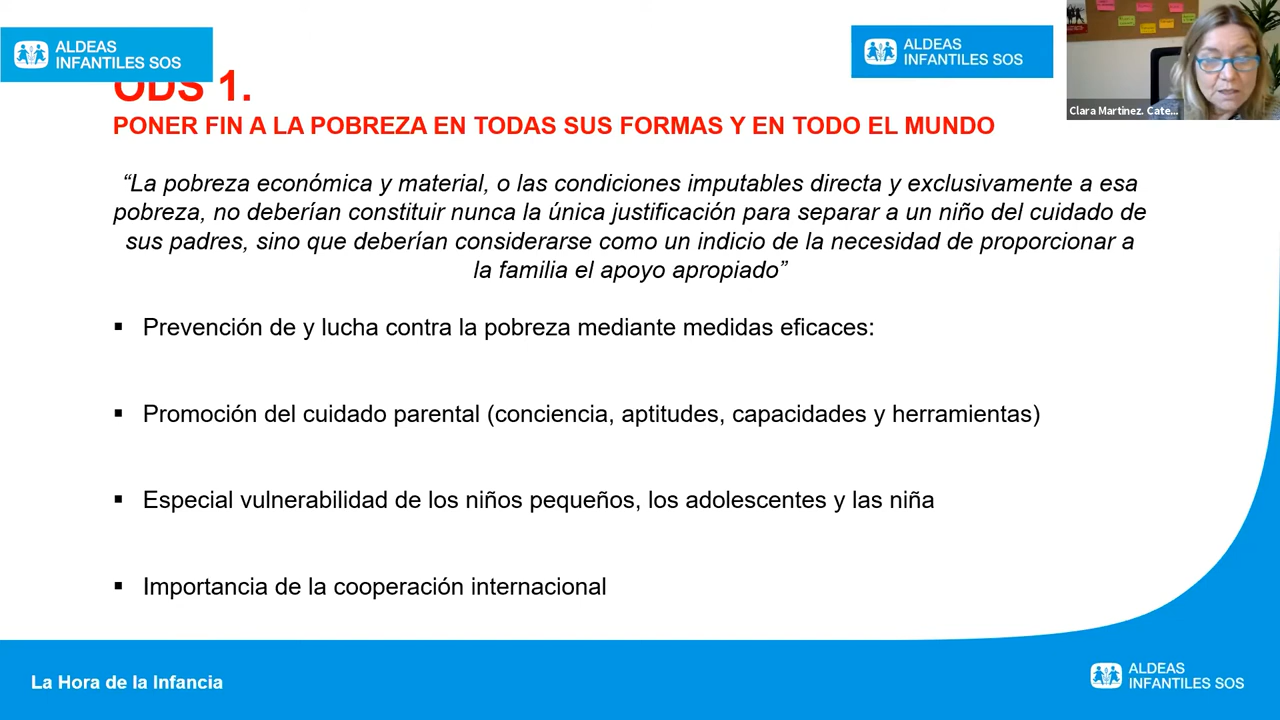 ALDEAS
INFANTILES SOS
ALDEAS
INFANTILES SOS
Clara Martinez. Cate...
ODS 1.
PONER FIN A LA POBREZA EN TODAS SUS FORMAS Y EN TODO EL MUNDO
“La pobreza económica y material, o las condiciones imputables directa y exclusivamente a esa
pobreza, no deberían constituir nunca la única justificación para separar a un niño del cuidado de
sus padres, sino que deberían considerarse como un indicio de la necesidad de proporcionar a
la familia el apoyo apropiado”
▪ Prevención de y lucha contra la pobreza mediante medidas eficaces:
▪ Promoción del cuidado parental (conciencia, aptitudes, capacidades y herramientas)
▪ Especial vulnerabilidad de los niños pequeños, los adolescentes y las niña
▪ Importancia de la cooperación internacional
La Hora de la Infancia
ALDEAS
INFANTILES SOS